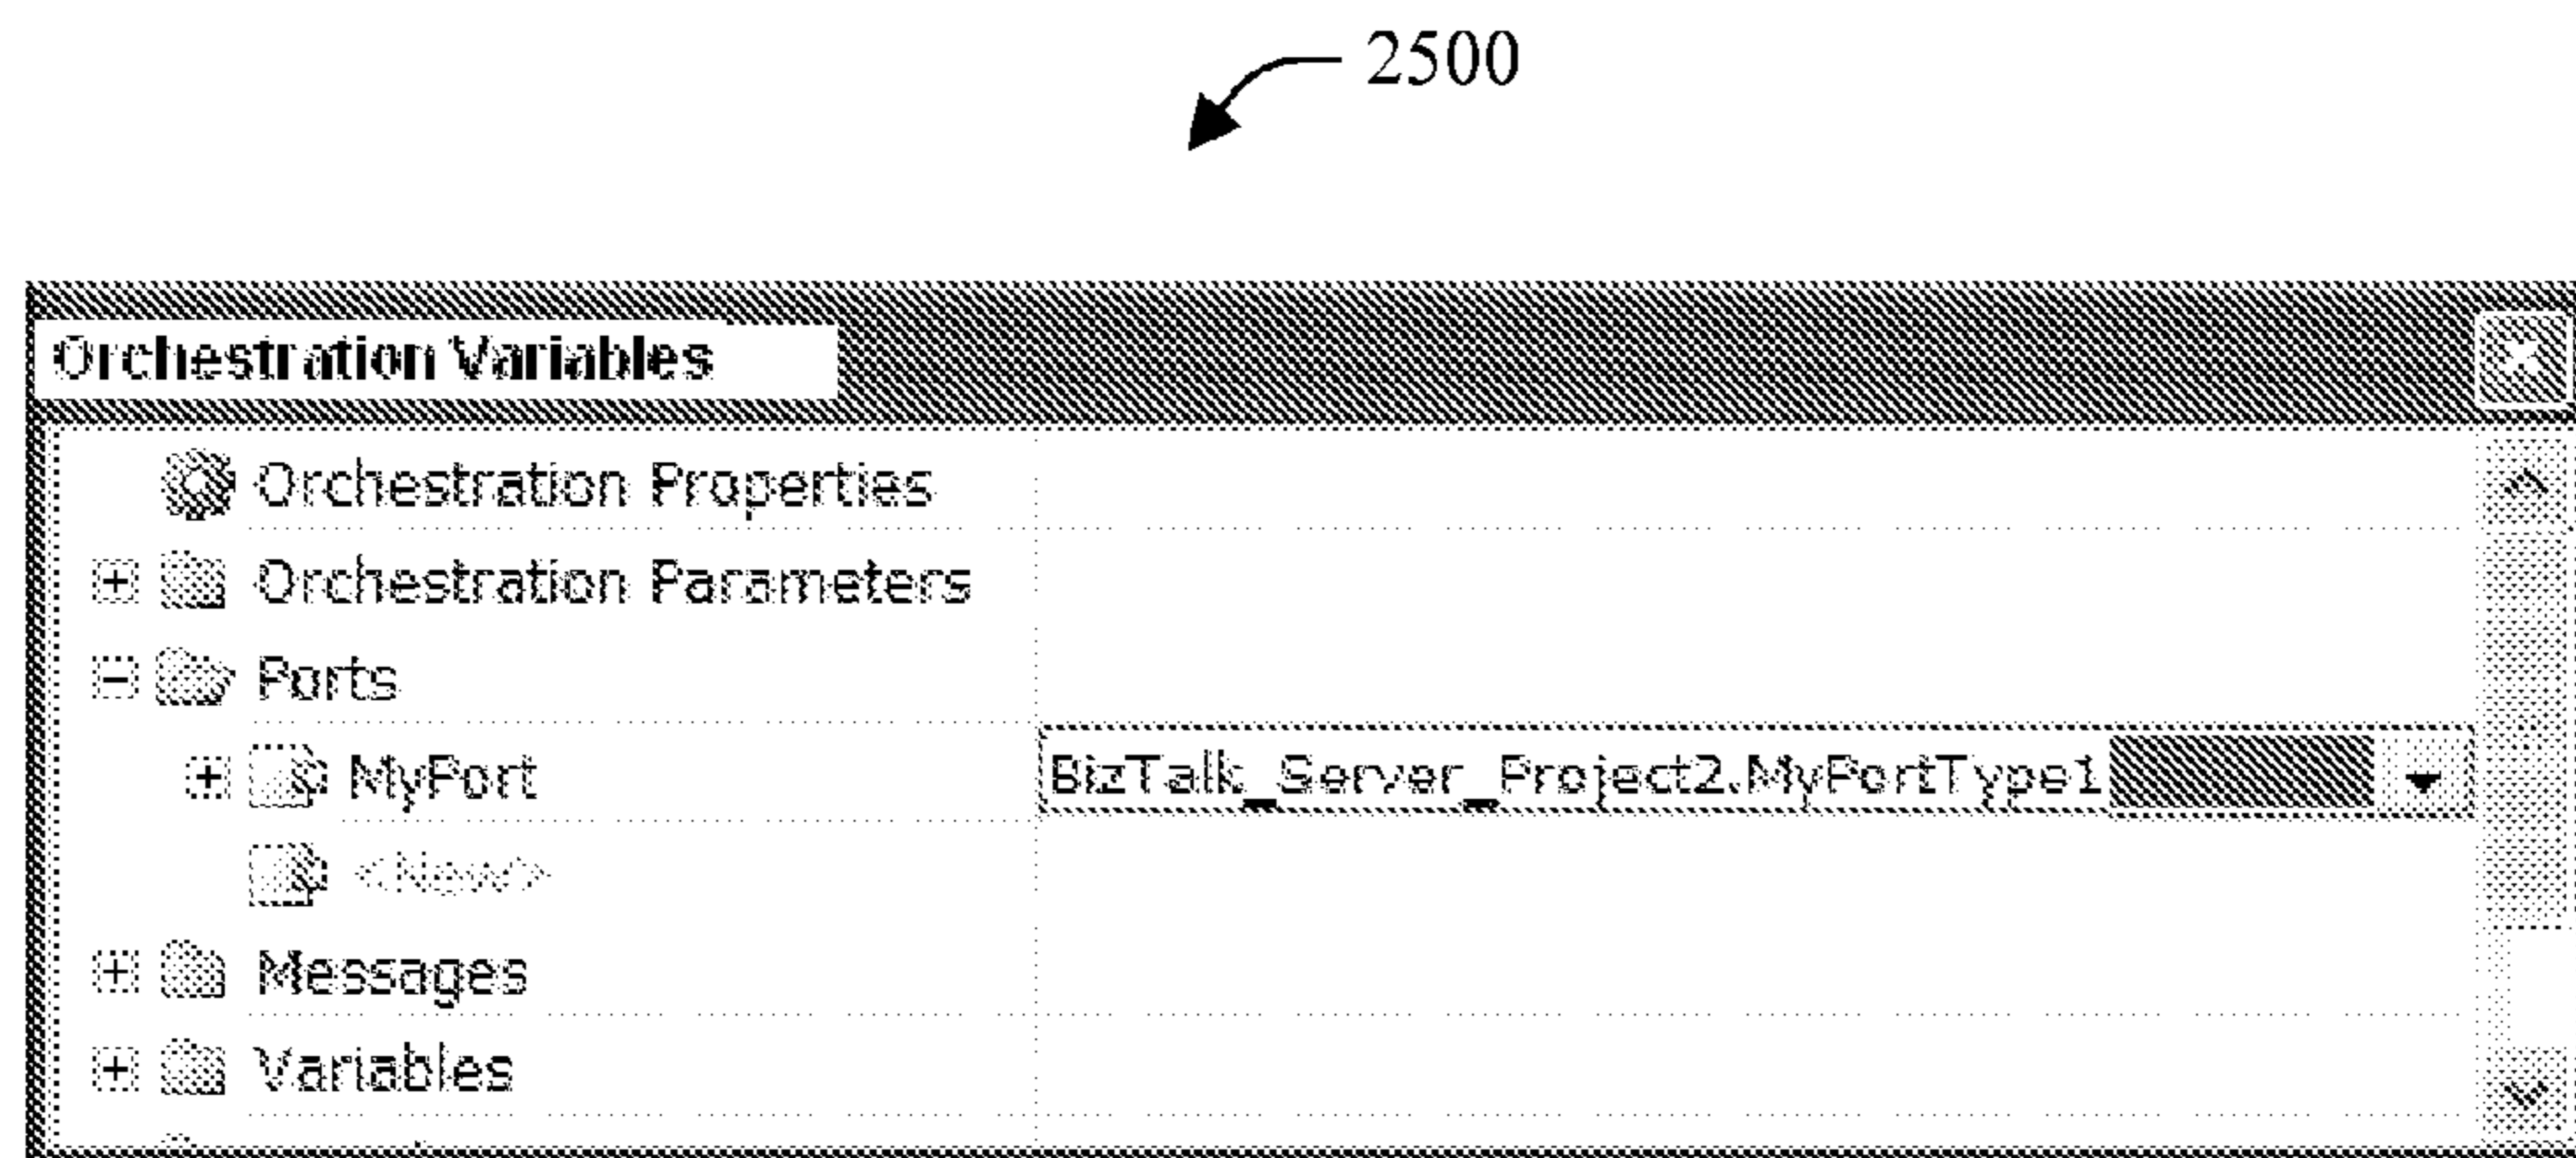 2500
Orchestration Variables
Orchestration Properties
Orchestration Parameters
Ports
MyPort BizTalk_Server_Project2.MyPortType1
<New>
Messages
Variables